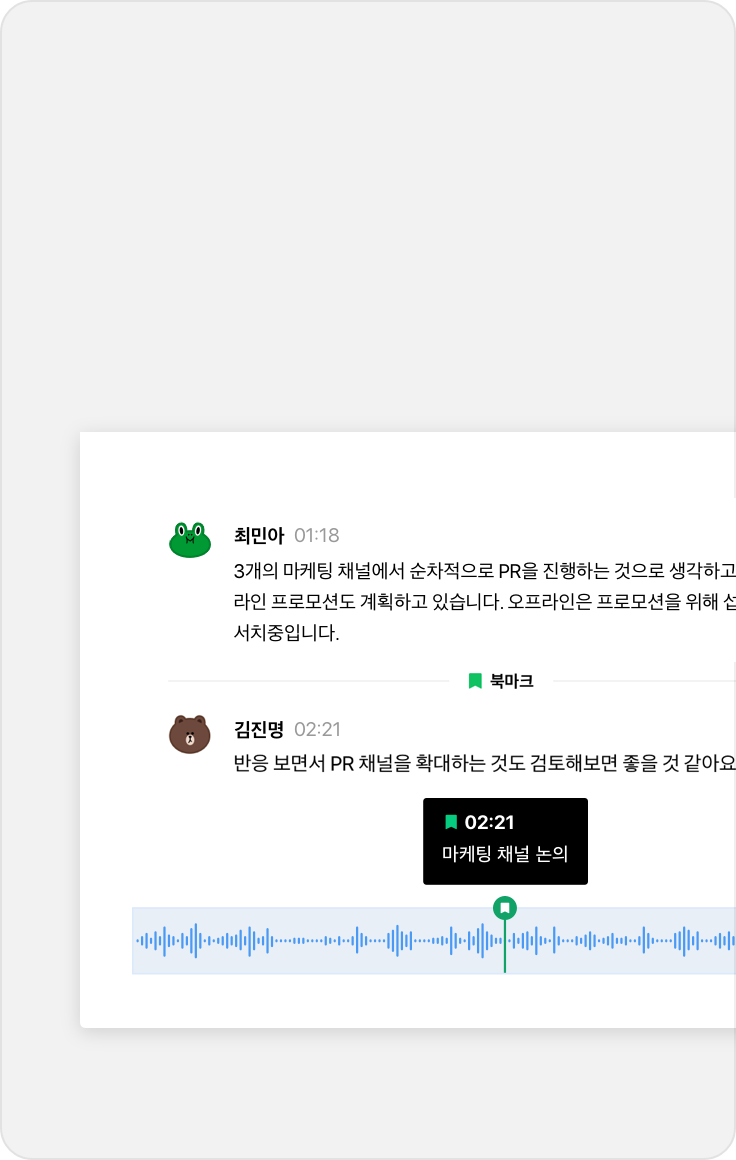 최민아 01:18
3개의 마케팅 채널에서 순차적으로 PR을 진행하는 것으로 생각하고
라인 프로모션도 계획하고 있습니다. 오프라인은 프로모션을 위해 섭
서치중입니다.
북마크
김진명 02:21
반응 보면서 PR 채널을 확대하는 것도 검토해보면 좋을 것 같아요
02:21
마케팅 채널 논의